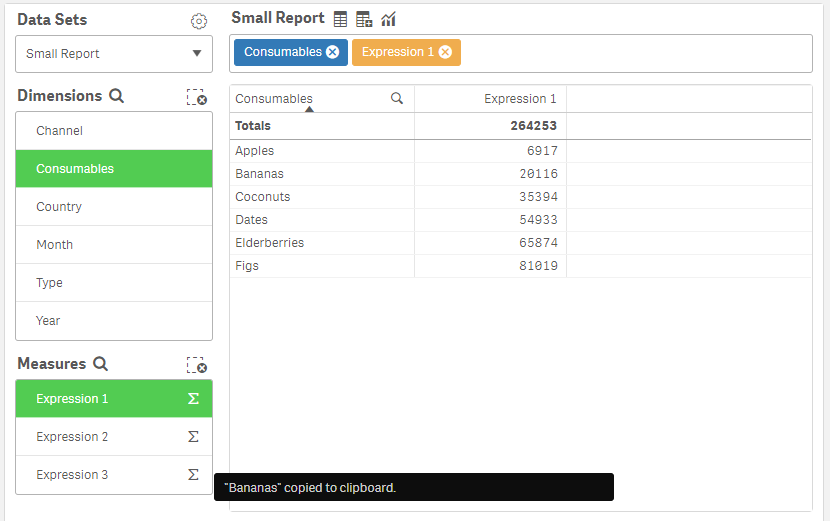 Data Sets
Small Report
Dimensions
Channel
Consumables
Country
Month
Type
Year
Measures
Expression 1 Σ
Expression 2 Σ
Expression 3 Σ
Small Report
Consumables Expression 1
Consumables Expression 1
Totals 264253
Apples 6917
Bananas 20116
Coconuts 35394
Dates 54933
Elderberries 65874
Figs 81019
"Bananas" copied to clipboard.